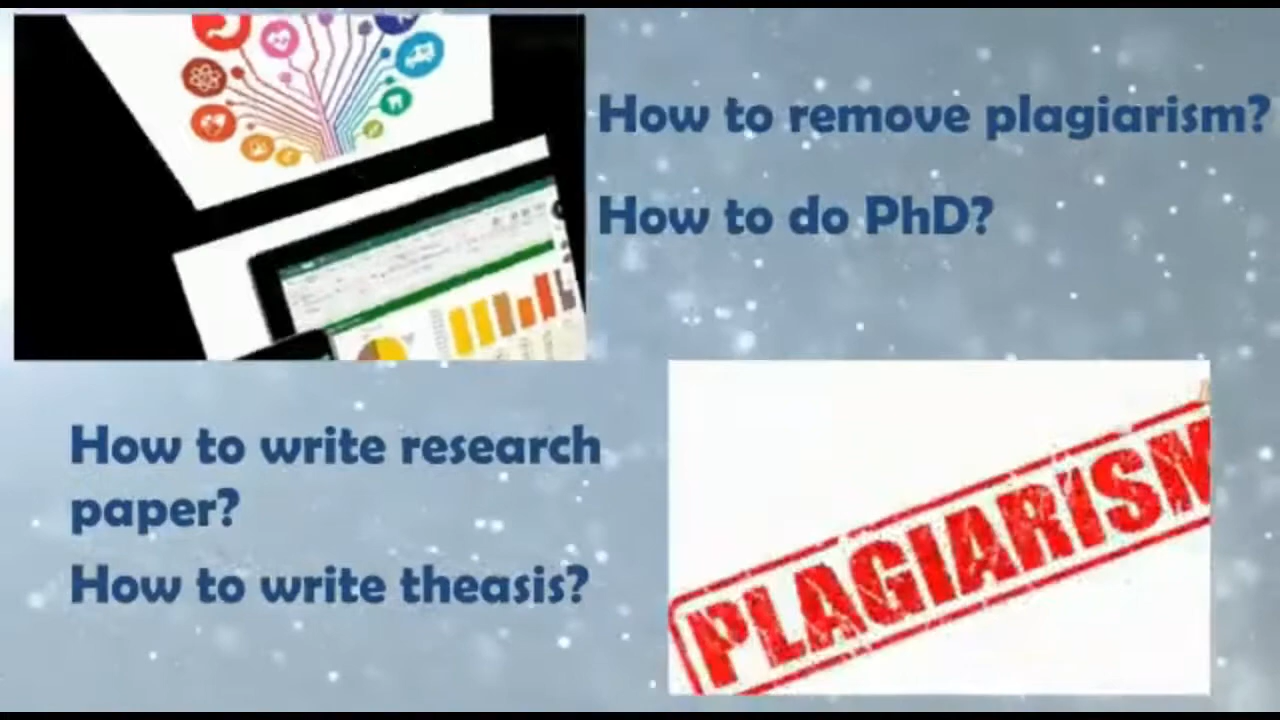 How to remove plagiarism?
How to do PhD?
How to write research
paper?
How to write theasis?
PLAGIARISM